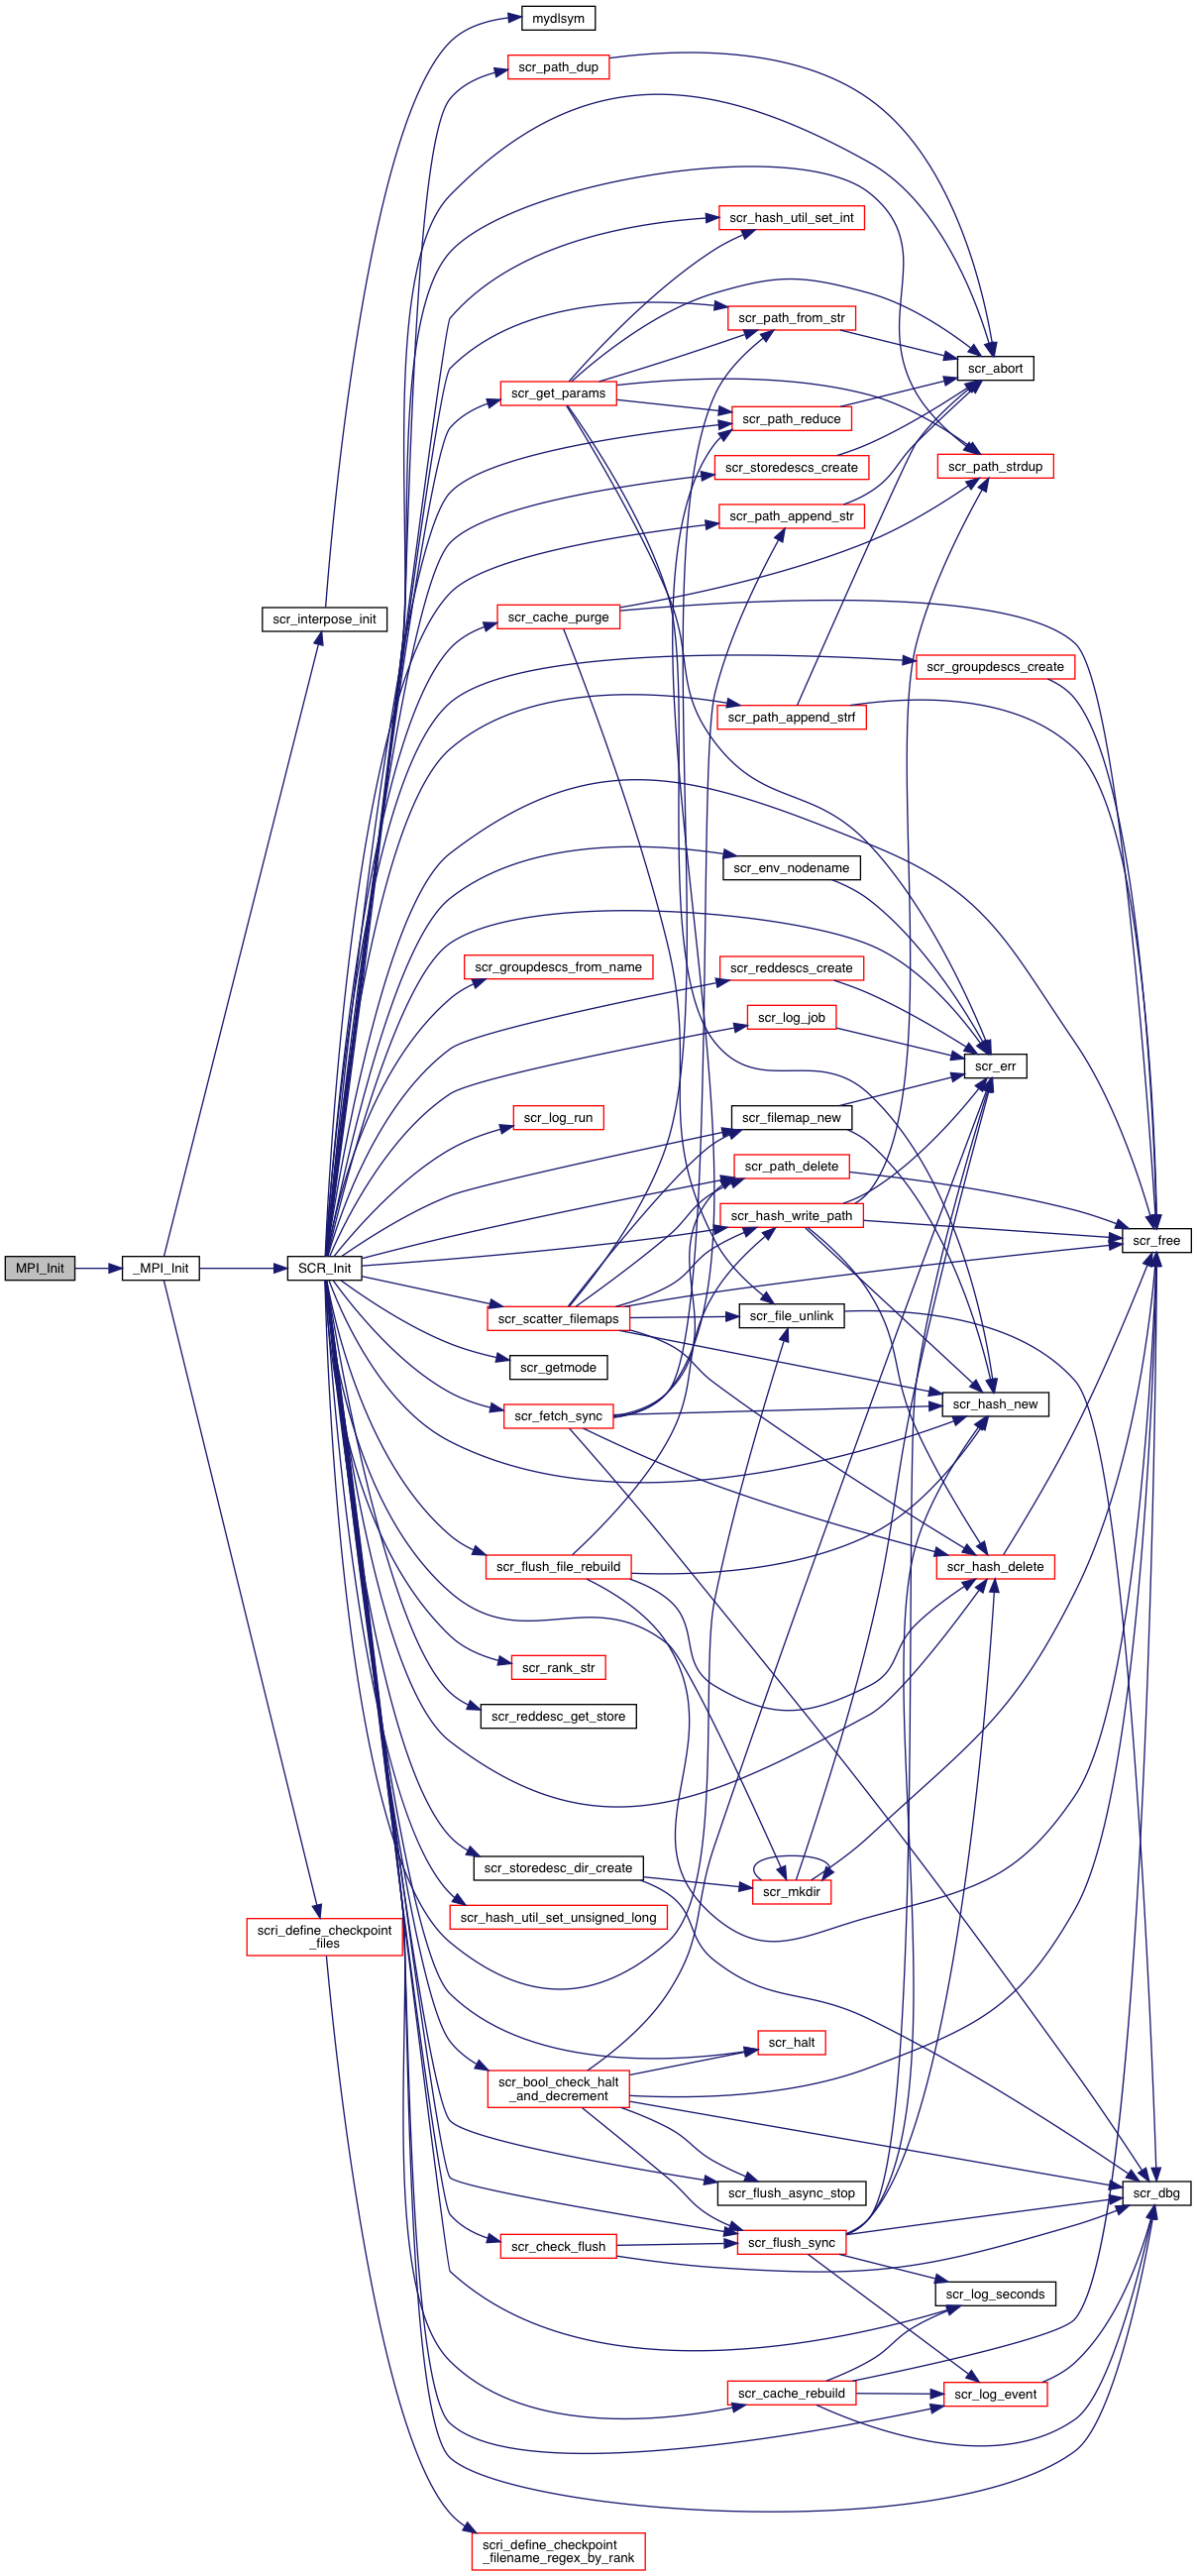 mydlsym
scr_path_dup
scr_hash_util_set_int
scr_path_from_str
scr_abort
scr_get_params
scr_path_reduce
scr_storedescs_create
scr_path_strdup
scr_path_append_str
scr_interpose_init
scr_cache_purge
scr_groupdescs_create
scr_path_append_strf
scr_env_nodename
scr_groupdescs_from_name
scr_reddescs_create
scr_log_job
scr_err
scr_log_run
scr_filemap_new
scr_path_delete
scr_hash_write_path
scr_free
MPI_Init
_MPI_Init
SCR_Init
scr_scatter_filemaps
scr_file_unlink
scr_getmode
scr_hash_new
scr_fetch_sync
scr_flush_file_rebuild
scr_hash_delete
scr_rank_str
scr_reddesc_get_store
scr_storedesc_dir_create
scr_mkdir
scr_hash_util_set_unsigned_long
scri_define_checkpoint
_files
scr_halt
scr_bool_check_halt
_and_decrement
scr_flush_async_stop
scr_dbg
scr_check_flush
scr_flush_sync
scr_log_seconds
scr_cache_rebuild
scr_log_event
scri_define_checkpoint
_filename_regex_by_rank